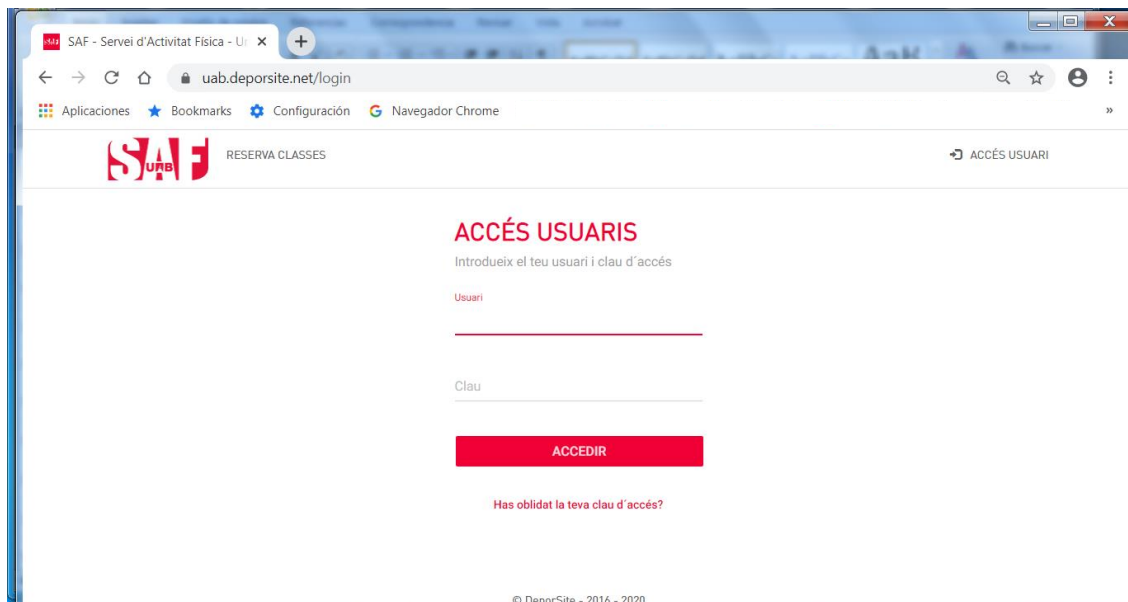 SAF - Servei d'Activitat Física - Un
uab.deporsite.net/login
Aplicaciones Bookmarks Configuración Navegador Chrome »
SAF UAB RESERVA CLASSES ACCÉS USUARI
ACCÉS USUARIS
Introdueix el teu usuari i clau d´accés
Usuari
Clau
ACCEDIR
Has oblidat la teva clau d´accés?
© DeporSite - 2016 - 2020